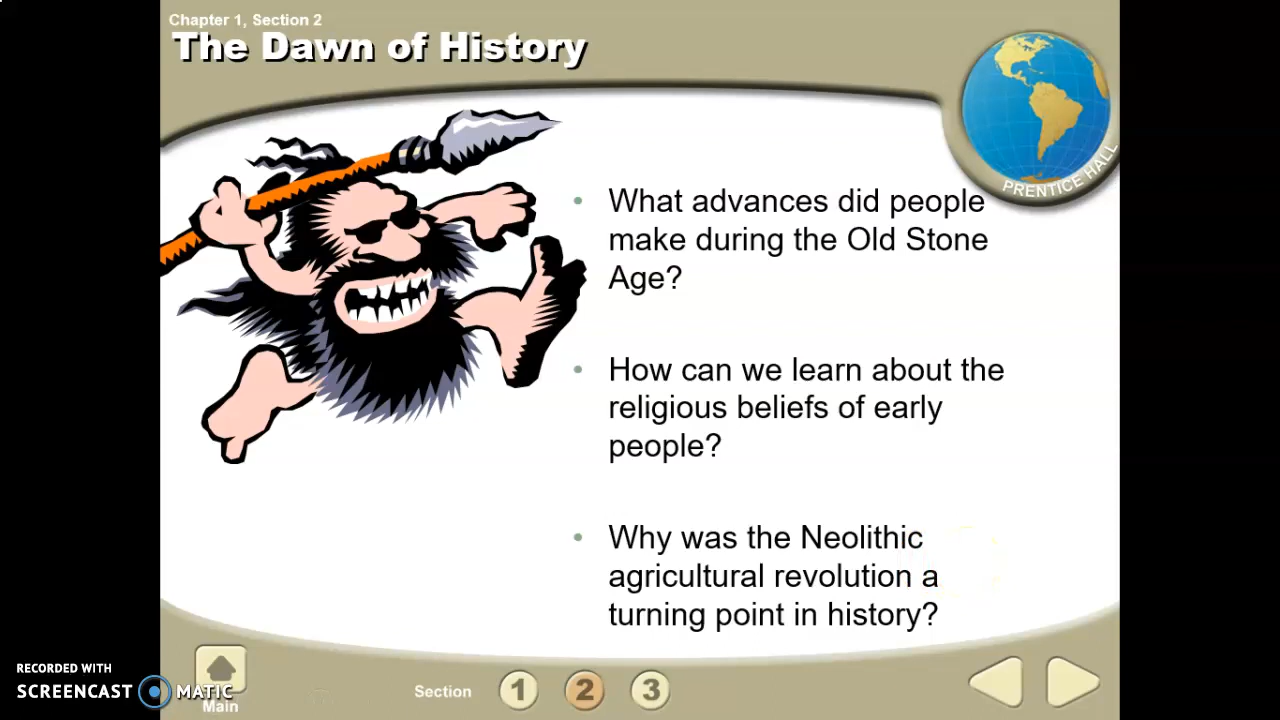 Chapter 1, Section 2
The Dawn of History
PRENTICE HALL
• What advances did people
make during the Old Stone
Age?
• How can we learn about the
religious beliefs of early
people?
• Why was the Neolithic
agricultural revolution a
turning point in history?
RECORDED WITH
SCREENCAST MATIC
Main
Section 1 2 3